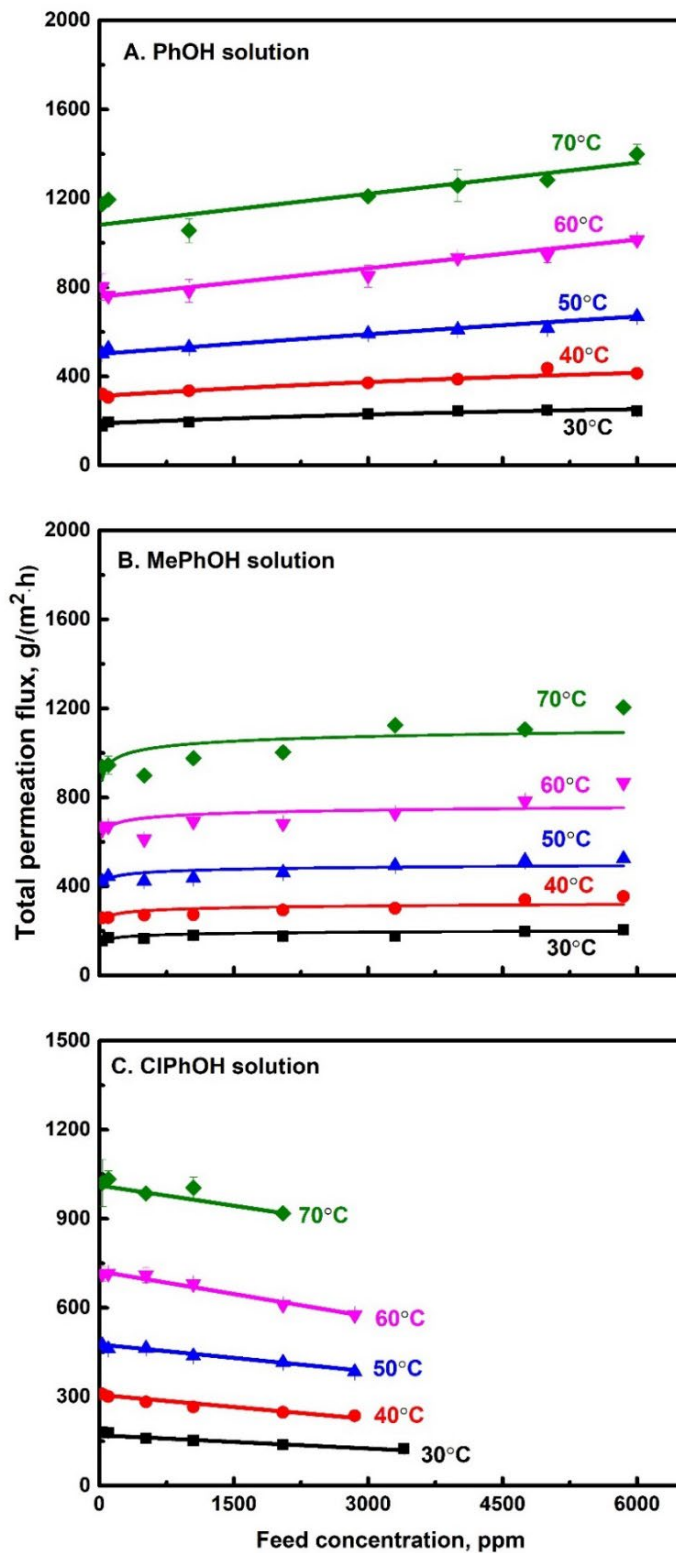 Total permeation flux, g/(m²·h)
A. PhOH solution
2000
1600
1200
800
400
0
70°C
60°C
50°C
40°C
30°C
B. MePhOH solution
2000
1600
1200
800
400
0
70°C
60°C
50°C
40°C
30°C
C. ClPhOH solution
1500
1200
900
600
300
0
70°C
60°C
50°C
40°C
30°C
0 1500 3000 4500 6000
Feed concentration, ppm